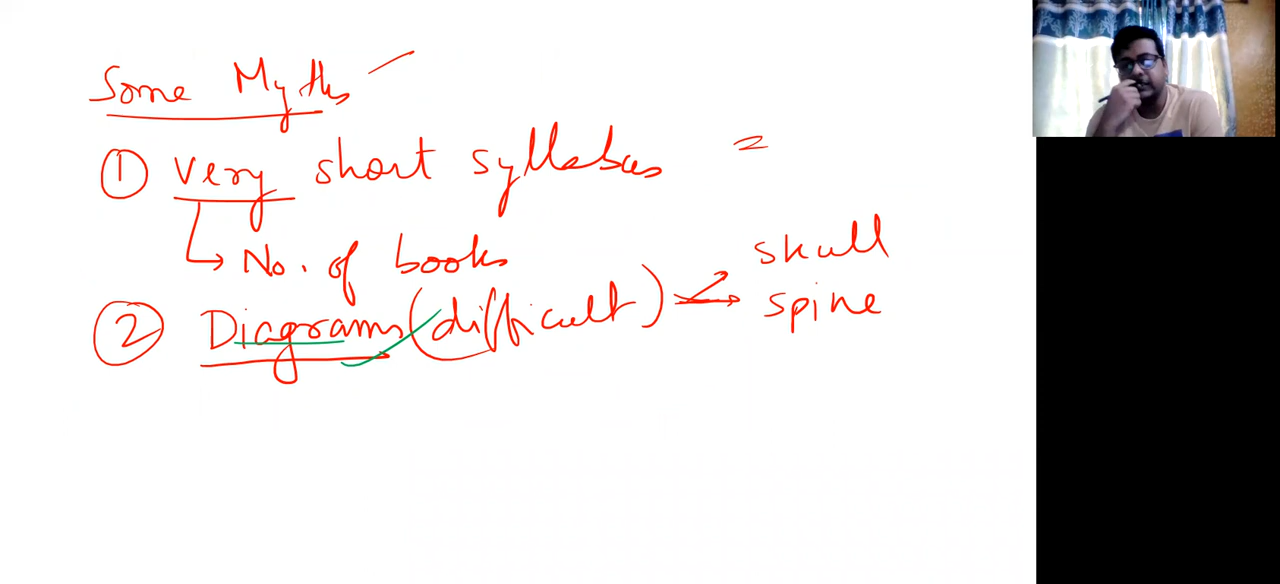 Some Myths
① Very short syllabus =
↳ No. of books
② Diagrams (difficult) skull
spine